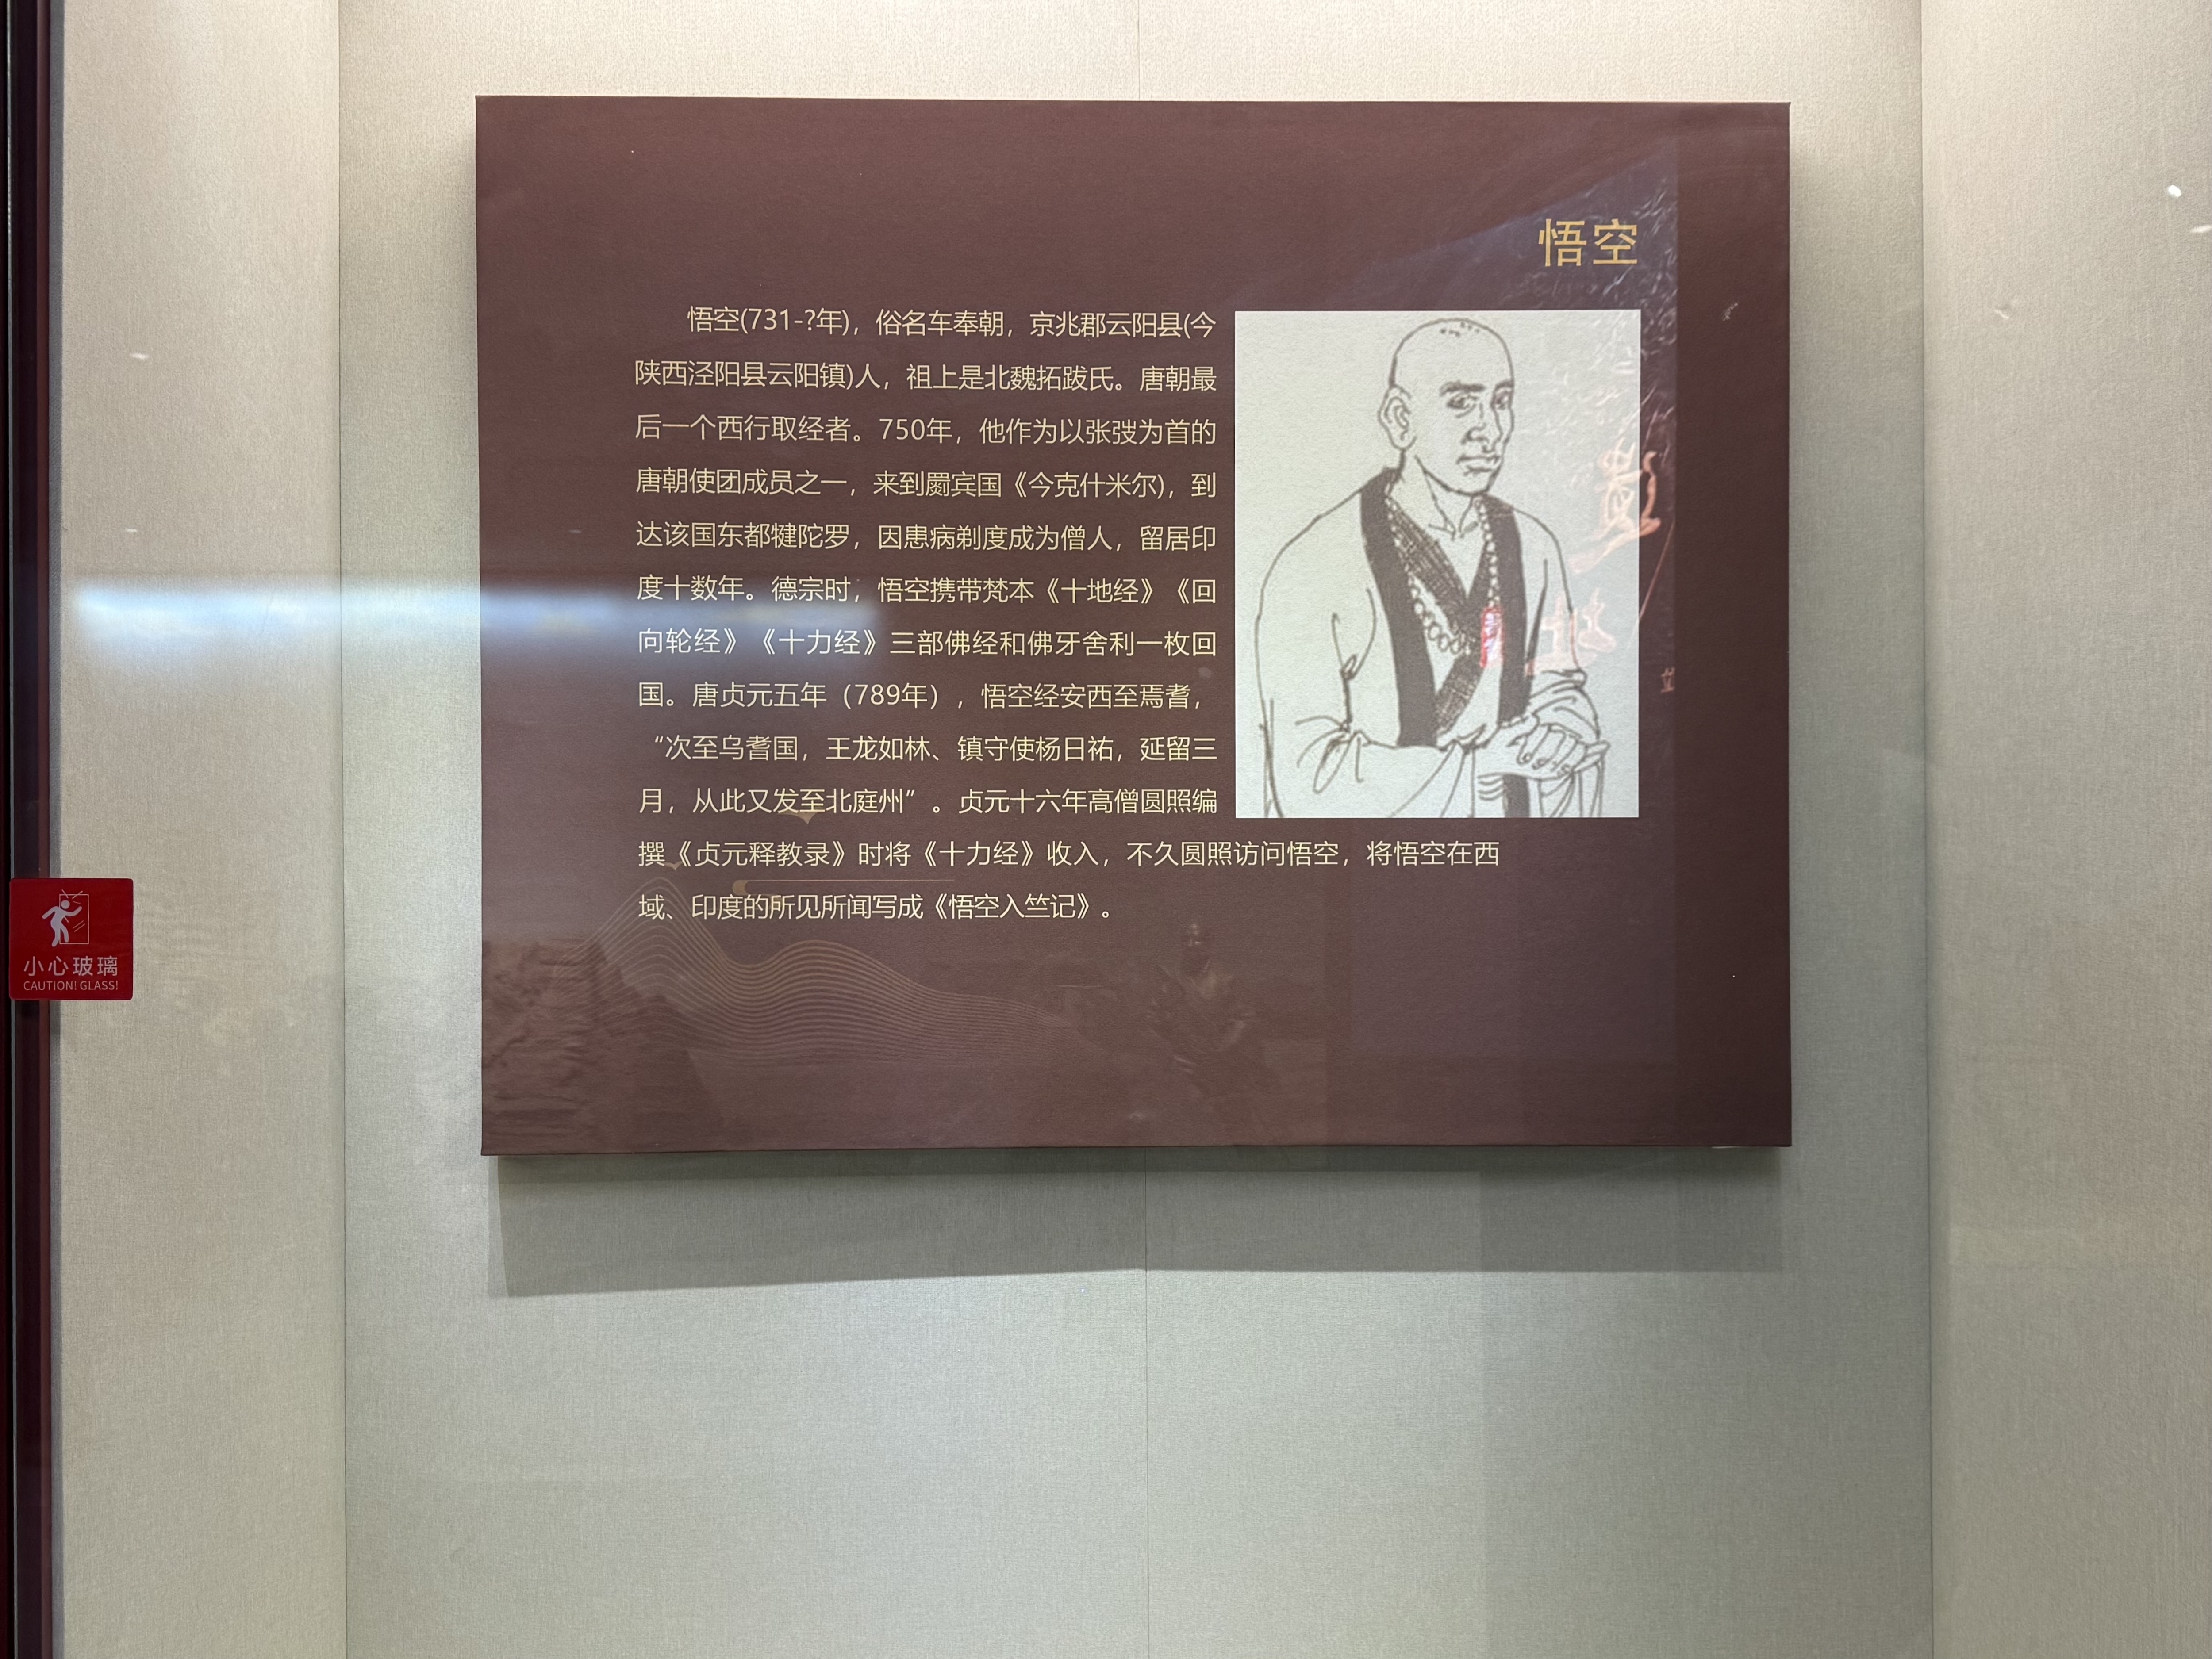 悟空
悟空(731-?年)，俗名车奉朝，京兆郡云阳县(今
陕西泾阳县云阳镇)人，祖上是北魏拓跋氏。唐朝最
后一个西行取经者。750年，他作为以张弢为首的
唐朝使团成员之一，来到罽宾国《今克什米尔)，到
达该国东都犍陀罗，因患病剃度成为僧人，留居印
度十数年。德宗时，悟空携带梵本《十地经》《回
向轮经》《十力经》三部佛经和佛牙舍利一枚回
国。唐贞元五年（789年），悟空经安西至焉耆，
“次至乌耆国，王龙如林、镇守使杨日祐，延留三
月，从此又发至北庭州”。贞元十六年高僧圆照编
撰《贞元释教录》时将《十力经》收入，不久圆照访问悟空，将悟空在西
域、印度的所见所闻写成《悟空入竺记》。
小心玻璃
CAUTION! GLASS!